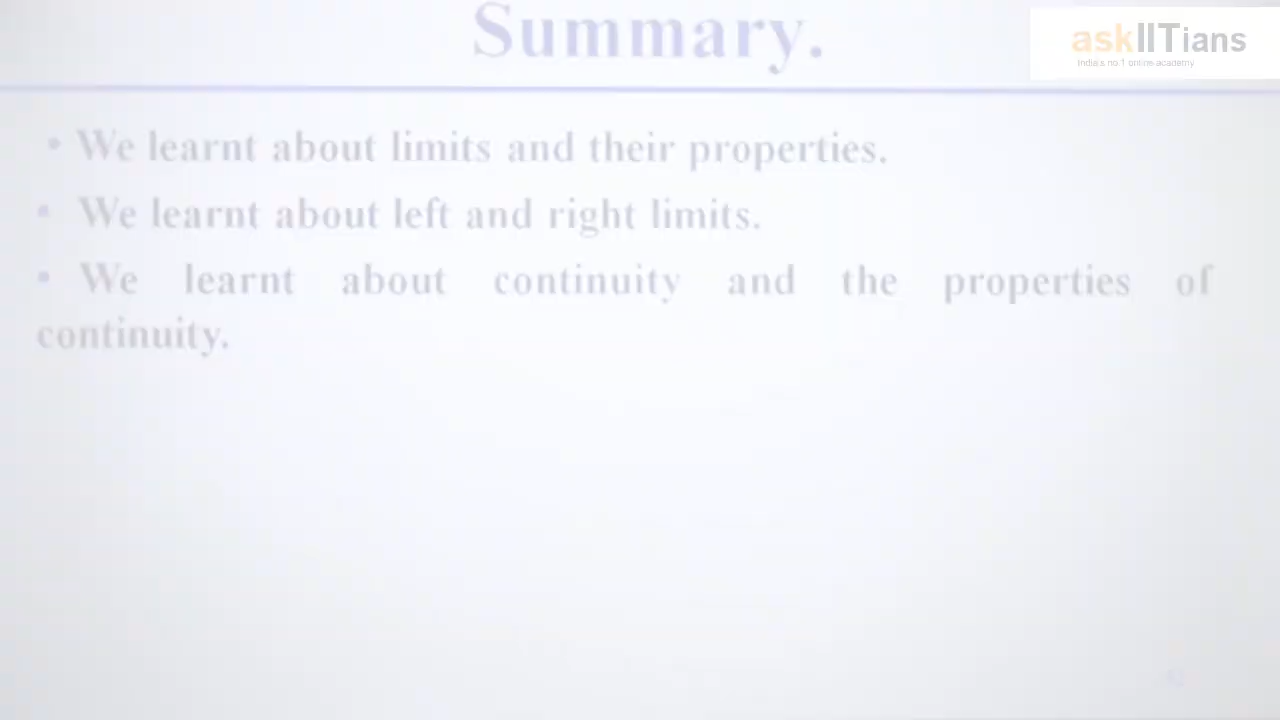 Summary.
askIITians
India's no.1 online academy
• We learnt about limits and their properties.
• We learnt about left and right limits.
• We learnt about continuity and the properties of
continuity.